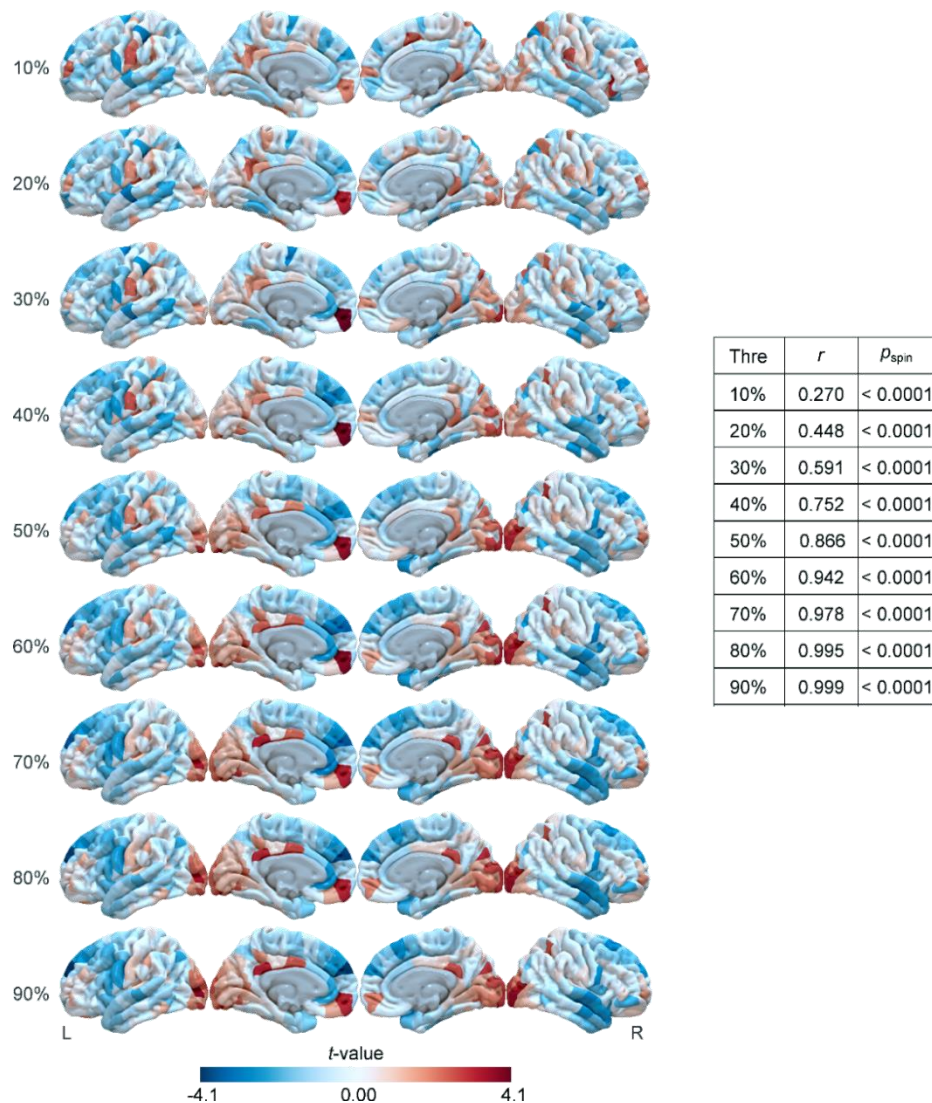 10%
20%
30%
40%
50%
60%
70%
80%
90%
L R
t-value
-4.1 0.00 4.1
Thre r pspin
10% 0.270 < 0.0001
20% 0.448 < 0.0001
30% 0.591 < 0.0001
40% 0.752 < 0.0001
50% 0.866 < 0.0001
60% 0.942 < 0.0001
70% 0.978 < 0.0001
80% 0.995 < 0.0001
90% 0.999 < 0.0001